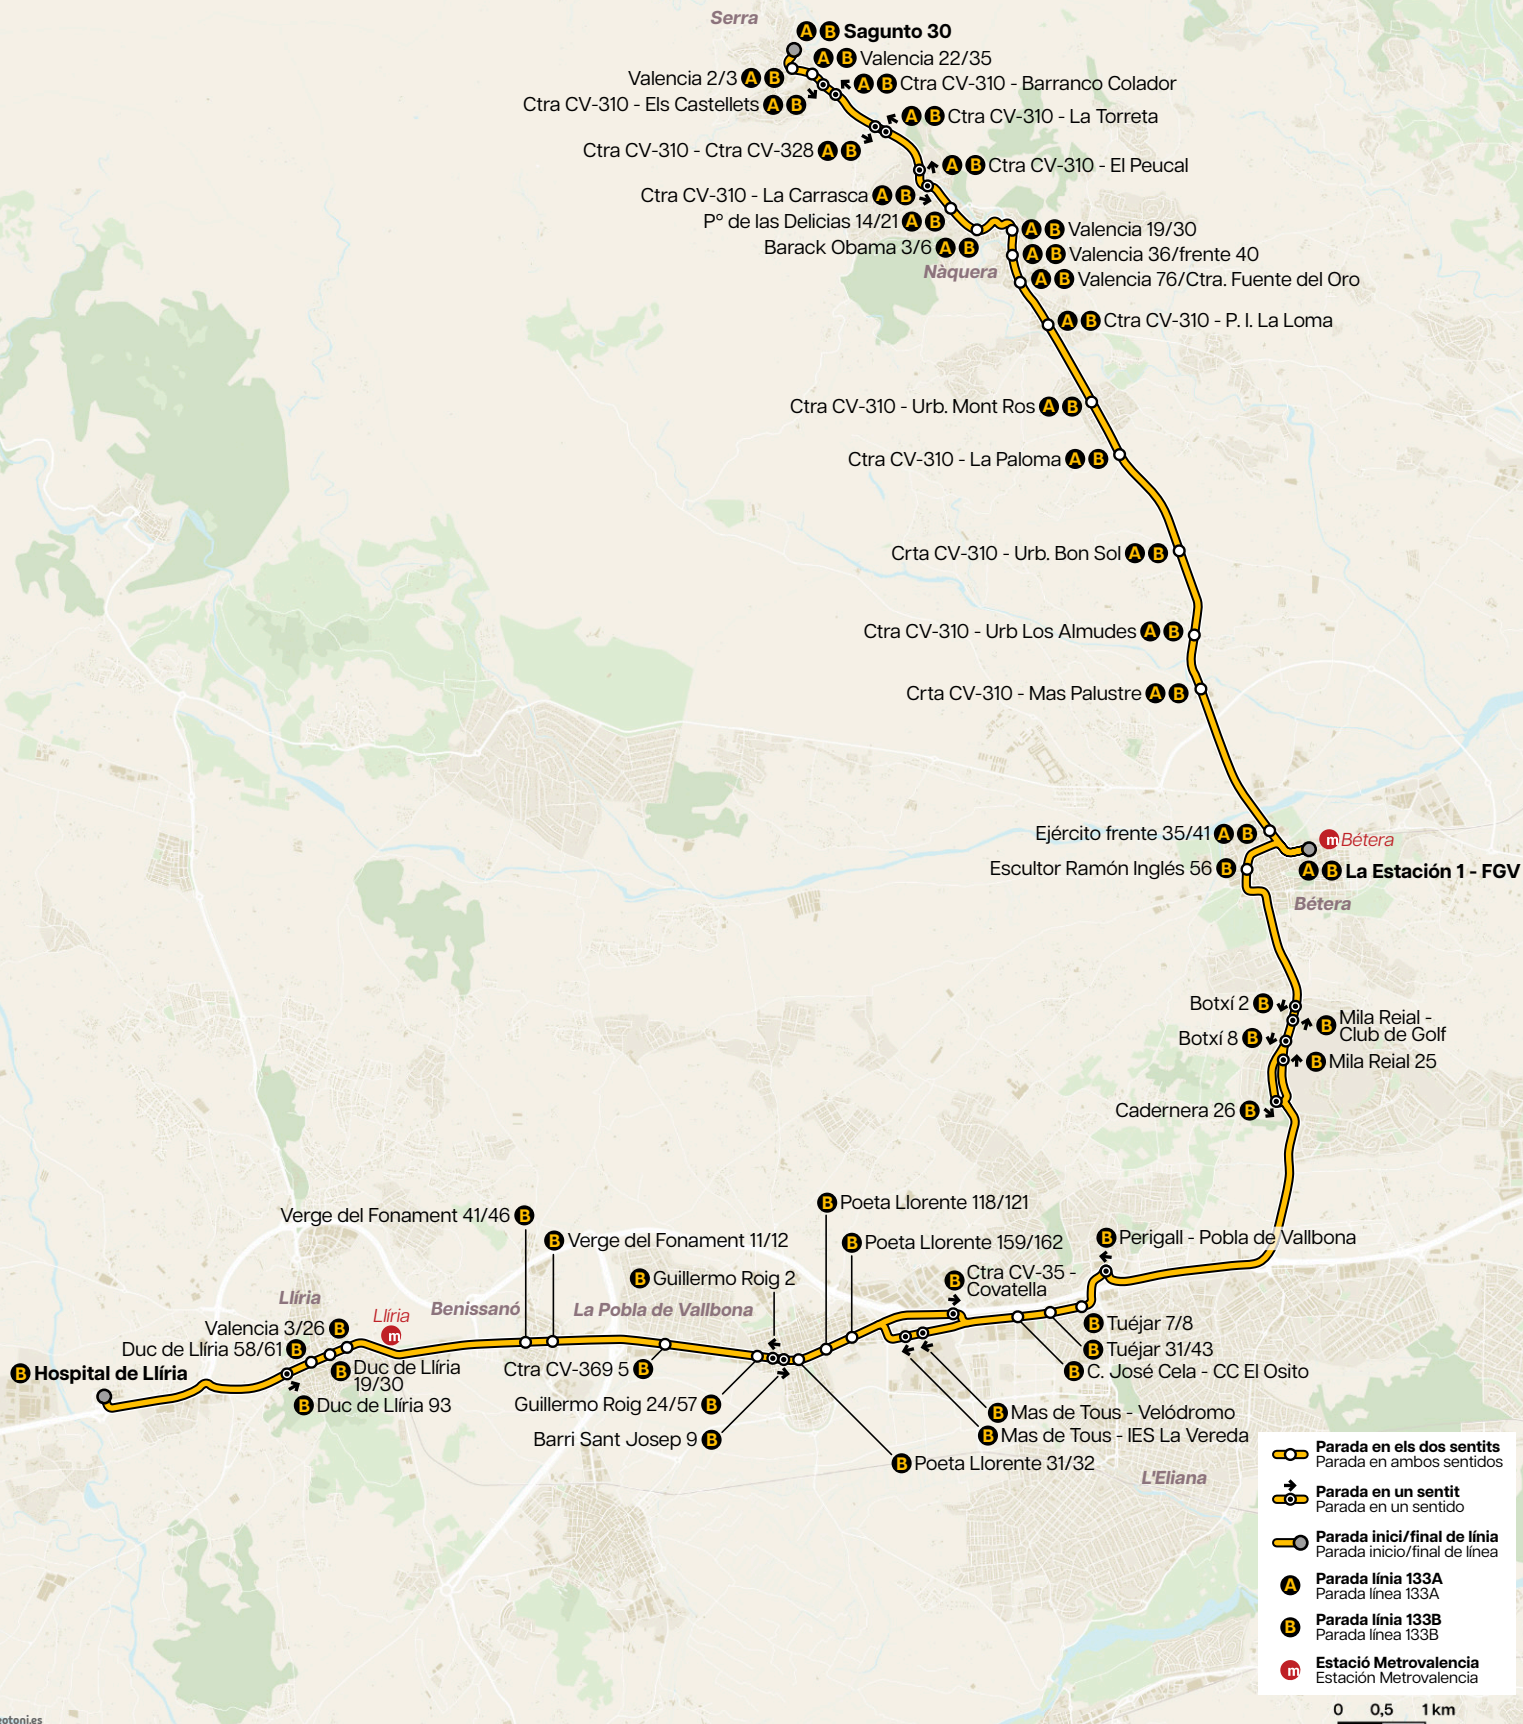 Serra
A B Sagunto 30
A B Valencia 22/35
Valencia 2/3 A B
A B Ctra CV-310 - Barranco Colador
Ctra CV-310 - Els Castellets A B
A B Ctra CV-310 - La Torreta
Ctra CV-310 - Ctra CV-328 A B
A B Ctra CV-310 - El Peucal
Ctra CV-310 - La Carrasca A B
Pº de las Delicias 14/21 A B
A B Valencia 19/30
Barack Obama 3/6 A B
A B Valencia 36/frente 40
Nàquera
A B Valencia 76/Ctra. Fuente del Oro
A B Ctra CV-310 - P. I. La Loma
Ctra CV-310 - Urb. Mont Ros A B
Ctra CV-310 - La Paloma A B
Crta CV-310 - Urb. Bon Sol A B
Ctra CV-310 - Urb Los Almudes A B
Crta CV-310 - Mas Palustre A B
Ejército frente 35/41 A B
m Bétera
Escultor Ramón Inglés 56 B
A B La Estación 1 - FGV
Bétera
Botxí 2 B
B Mila Reial -
Club de Golf
Botxí 8 B
B Mila Reial 25
Cadernera 26 B
B Poeta Llorente 118/121
Verge del Fonament 41/46 B
B Perigall - Pobla de Vallbona
B Verge del Fonament 11/12
B Poeta Llorente 159/162
B Guillermo Roig 2
B Ctra CV-35 -
Covatella
Llíria
Benissanó
La Pobla de Vallbona
Llíria
m
Valencia 3/26 B
B Tuéjar 7/8
Duc de Llíria 58/61 B
B Tuéjar 31/43
B Hospital de Llíria
B Duc de Llíria
19/30
Ctra CV-369 5 B
B C. José Cela - CC El Osito
B Duc de Llíria 93
Guillermo Roig 24/57 B
B Mas de Tous - Velódromo
Barri Sant Josep 9 B
B Mas de Tous - IES La Vereda
B Poeta Llorente 31/32
L'Eliana
Parada en els dos sentits
Parada en ambos sentidos
Parada en un sentit
Parada en un sentido
Parada inici/final de línia
Parada inicio/final de línea
A Parada línia 133A
Parada línea 133A
B Parada línia 133B
Parada línea 133B
m Estació Metrovalencia
Estación Metrovalencia
0 0,5 1 km
otoni.es